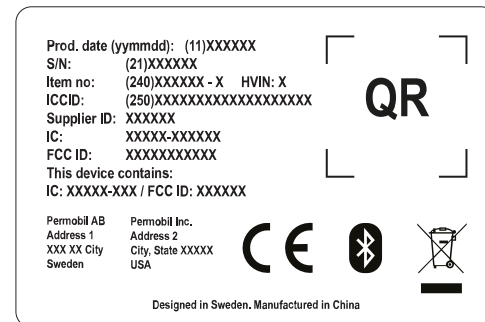 Prod. date (yymmdd): (11)XXXXXX
S/N: (21)XXXXXX
Item no: (240)XXXXXX - X HVIN: X
ICCID: (250)XXXXXXXXXXXXXXXXXXX
Supplier ID: XXXXXX
IC: XXXXX-XXXXXX
FCC ID: XXXXXXXXXXX
This device contains:
IC: XXXXX-XXX / FCC ID: XXXXXX
QR
Permobil AB
Address 1
XXX XX City
Sweden
Permobil Inc.
Address 2
City, State XXXXX
USA
CE
Designed in Sweden. Manufactured in China